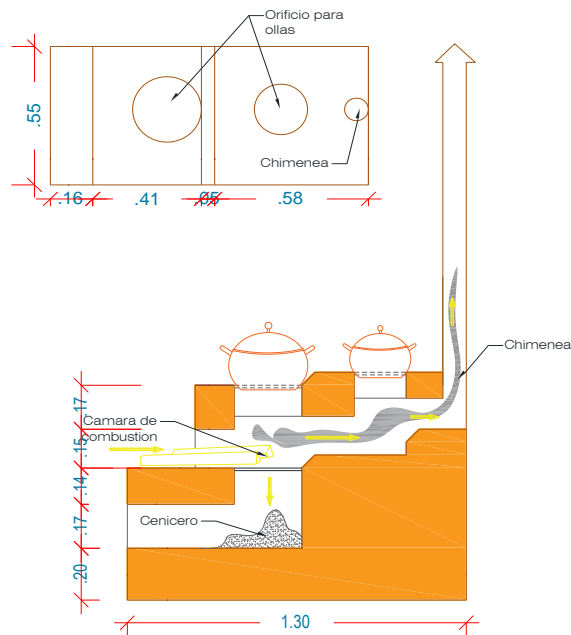 Orificio para
ollas
.55
Chimenea
.16
.41
.05
.58
Chimenea
.17
Camara de
combustion
.15
.14
.17
Cenicero
.20
1.30